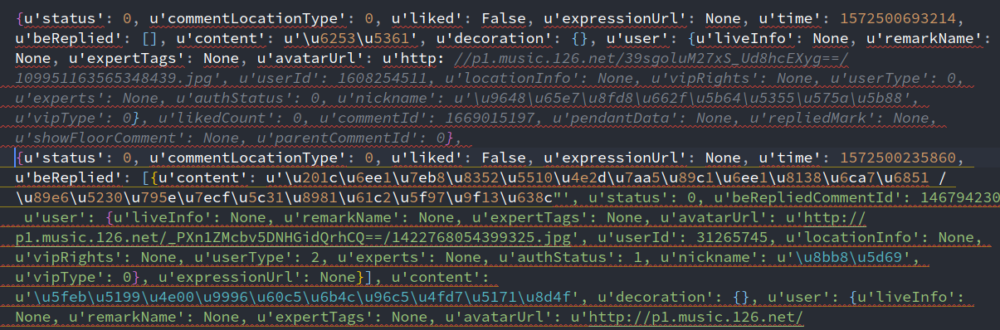 {u'status': 0, u'commentLocationType': 0, u'liked': False, u'expressionUrl': None, u'time': 1572500693214,
u'beReplied': [], u'content': u'\u6253\u5361', u'decoration': {}, u'user': {u'liveInfo': None, u'remarkName':
None, u'expertTags': None, u'avatarUrl': u'http: //p1.music.126.net/39sgoluM27xS_Ud8hcEXyg==/
109951163565348439.jpg', u'userId': 1608254511, u'locationInfo': None, u'vipRights': None, u'userType': 0,
u'experts': None, u'authStatus': 0, u'nickname': u'\u9648\u65e7\u8fd8\u662f\u5b64\u5355\u575a\u5b88',
u'vipType': 0}, u'likedCount': 0, u'commentId': 1669015197, u'pendantData': None, u'repliedMark': None,
u'showFloorComment': None, u'parentCommentId': 0},
{u'status': 0, u'commentLocationType': 0, u'liked': False, u'expressionUrl': None, u'time': 1572500235860,
u'beReplied': [{u'content': u'\u201c\u6ee1\u7eb8\u8352\u5510\u4e2d\u7aa5\u89c1\u6ee1\u8138\u6ca7\u6851 /
\u89e6\u5230\u795e\u7ecf\u5c31\u8981\u61c2\u5f97\u9f13\u638c"', u'status': 0, u'beRepliedCommentId': 146794230
u'user': {u'liveInfo': None, u'remarkName': None, u'expertTags': None, u'avatarUrl': u'http://
p1.music.126.net/_PXn1ZMcbv5DNHGidQrhCQ==/1422768054399325.jpg', u'userId': 31265745, u'locationInfo': None,
u'vipRights': None, u'userType': 2, u'experts': None, u'authStatus': 1, u'nickname': u'\u8bb8\u5d69',
u'vipType': 0}, u'expressionUrl': None}], u'content':
u'\u5feb\u5199\u4e00\u9996\u60c5\u6b4c\u96c5\u4fd7\u5171\u8d4f', u'decoration': {}, u'user': {u'liveInfo':
None, u'remarkName': None, u'expertTags': None, u'avatarUrl': u'http://p1.music.126.net/